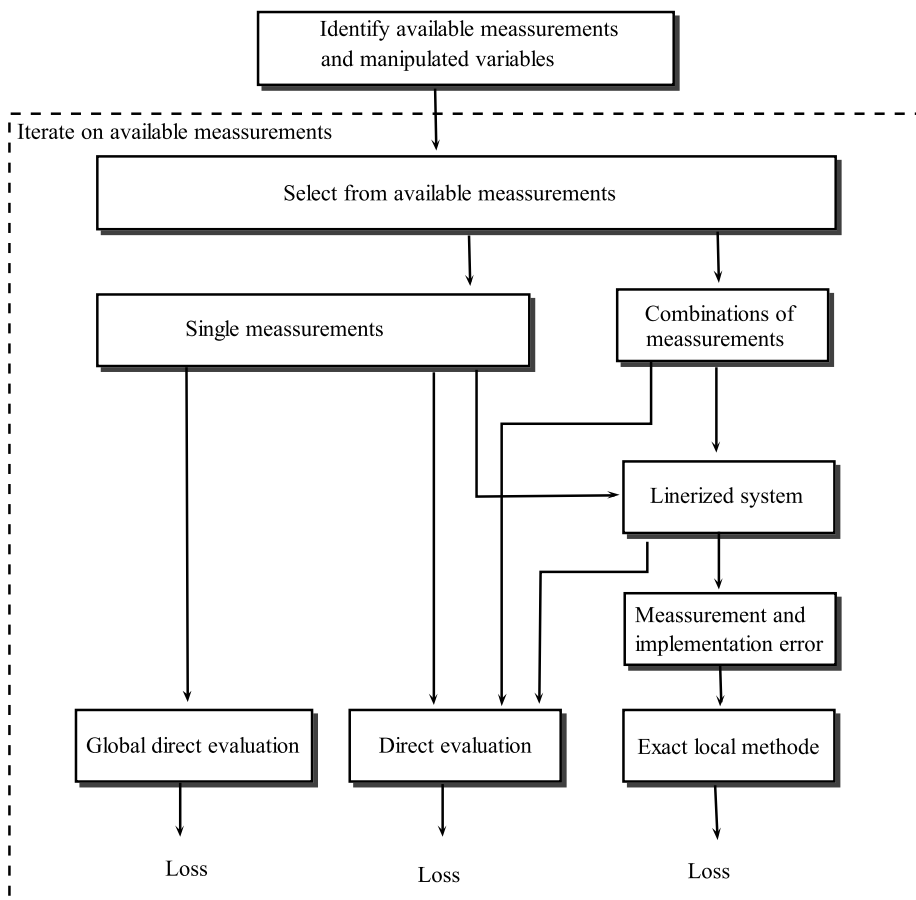 Identify available meassurements
and manipulated variables
Iterate on available meassurements
Select from available meassurements
Single meassurements
Combinations of
meassurements
Linerized system
Meassurement and
implementation error
Global direct evaluation
Direct evaluation
Exact local methode
Loss
Loss
Loss